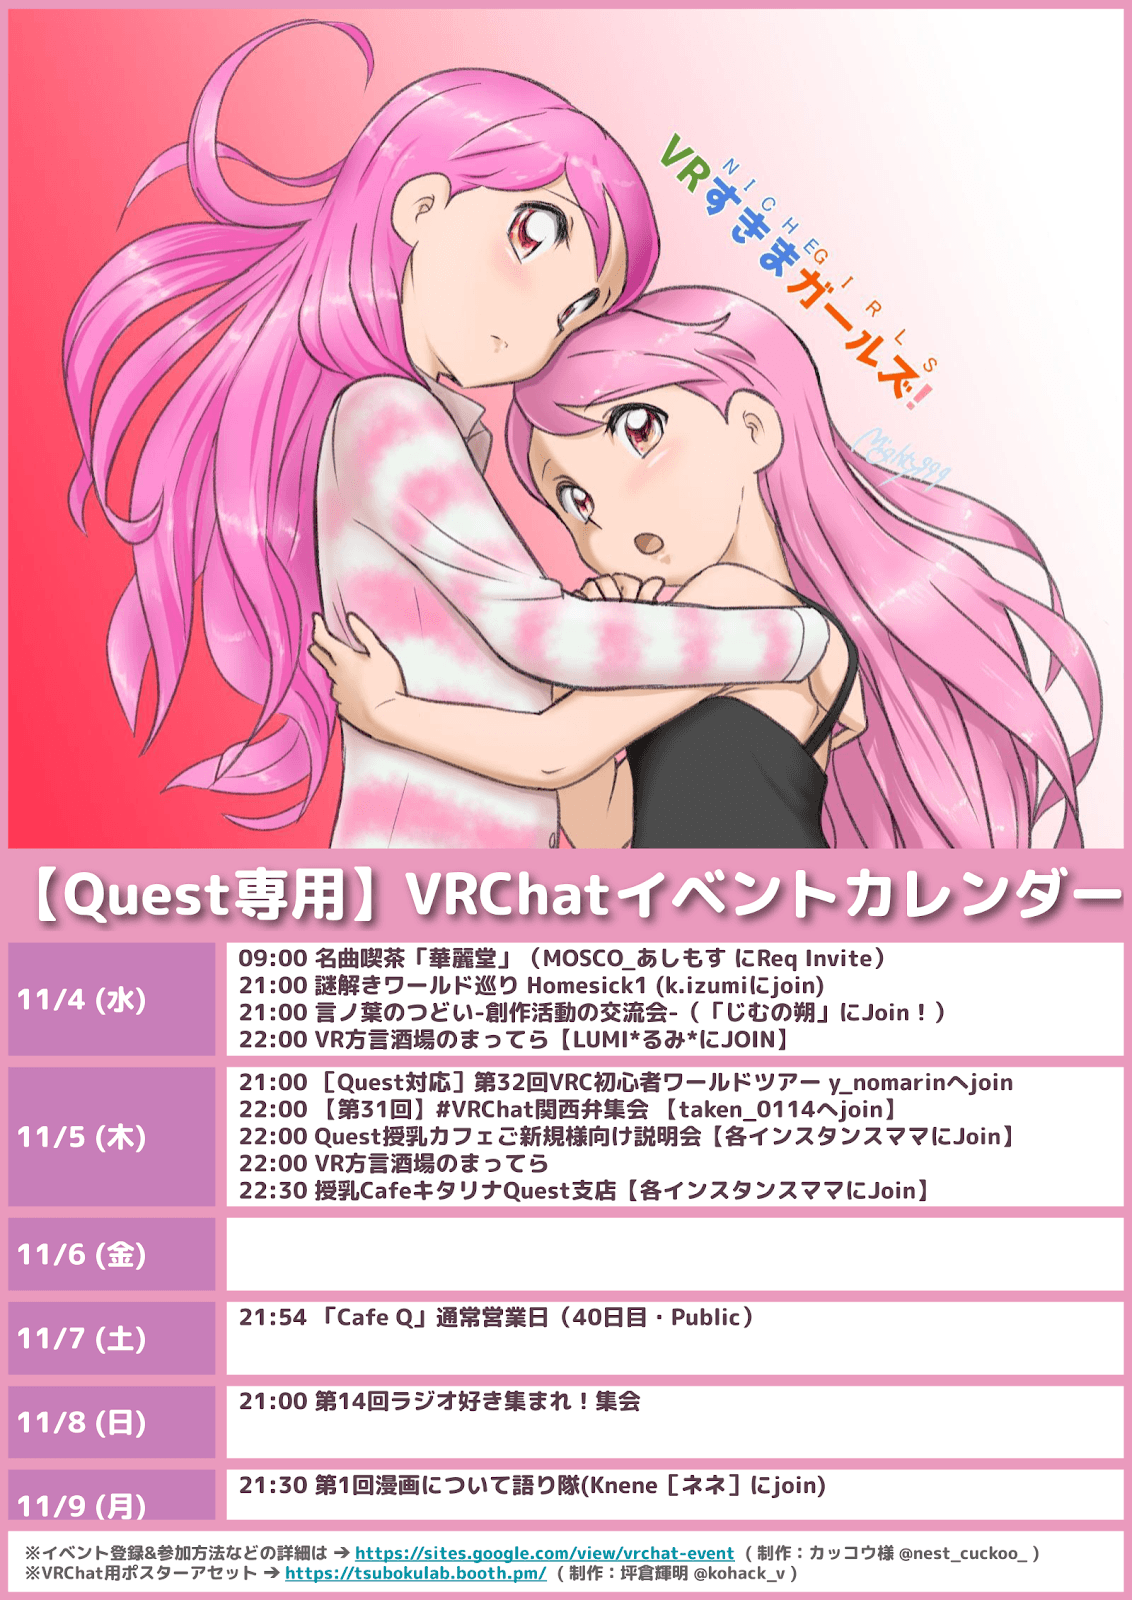 VRすきまガールズ!
NICHE GIRLS
Mighty999
【Quest専用】VRChatイベントカレンダー
11/4 (水)
09:00 名曲喫茶「華麗堂」（MOSCO_あしもす にReq Invite）
21:00 謎解きワールド巡り Homesick1 (k.izumiにjoin)
21:00 言ノ葉のつどい-創作活動の交流会-（「じむの朔」にJoin！）
22:00 VR方言酒場のまってら【LUMI*るみ*にJOIN】
11/5 (木)
21:00 ［Quest対応］第32回VRC初心者ワールドツアー y_nomarinへjoin
22:00 【第31回】#VRChat関西弁集会 【taken_0114へjoin】
22:00 Quest授乳カフェご新規様向け説明会【各インスタンスママにJoin】
22:00 VR方言酒場のまってら
22:30 授乳CafeキタリナQuest支店【各インスタンスママにJoin】
11/6 (金)
11/7 (土)
21:54 「Cafe Q」通常営業日（40日目・Public）
11/8 (日)
21:00 第14回ラジオ好き集まれ！集会
11/9 (月)
21:30 第1回漫画について語り隊(Knene［ネネ］にjoin)
※イベント登録&参加方法などの詳細は → https://sites.google.com/view/vrchat-event （ 制作：カッコウ様 @nest_cuckoo_ ）
※VRChat用ポスターアセット → https://tsubokulab.booth.pm/ （ 制作：坪倉輝明 @kohack_v ）